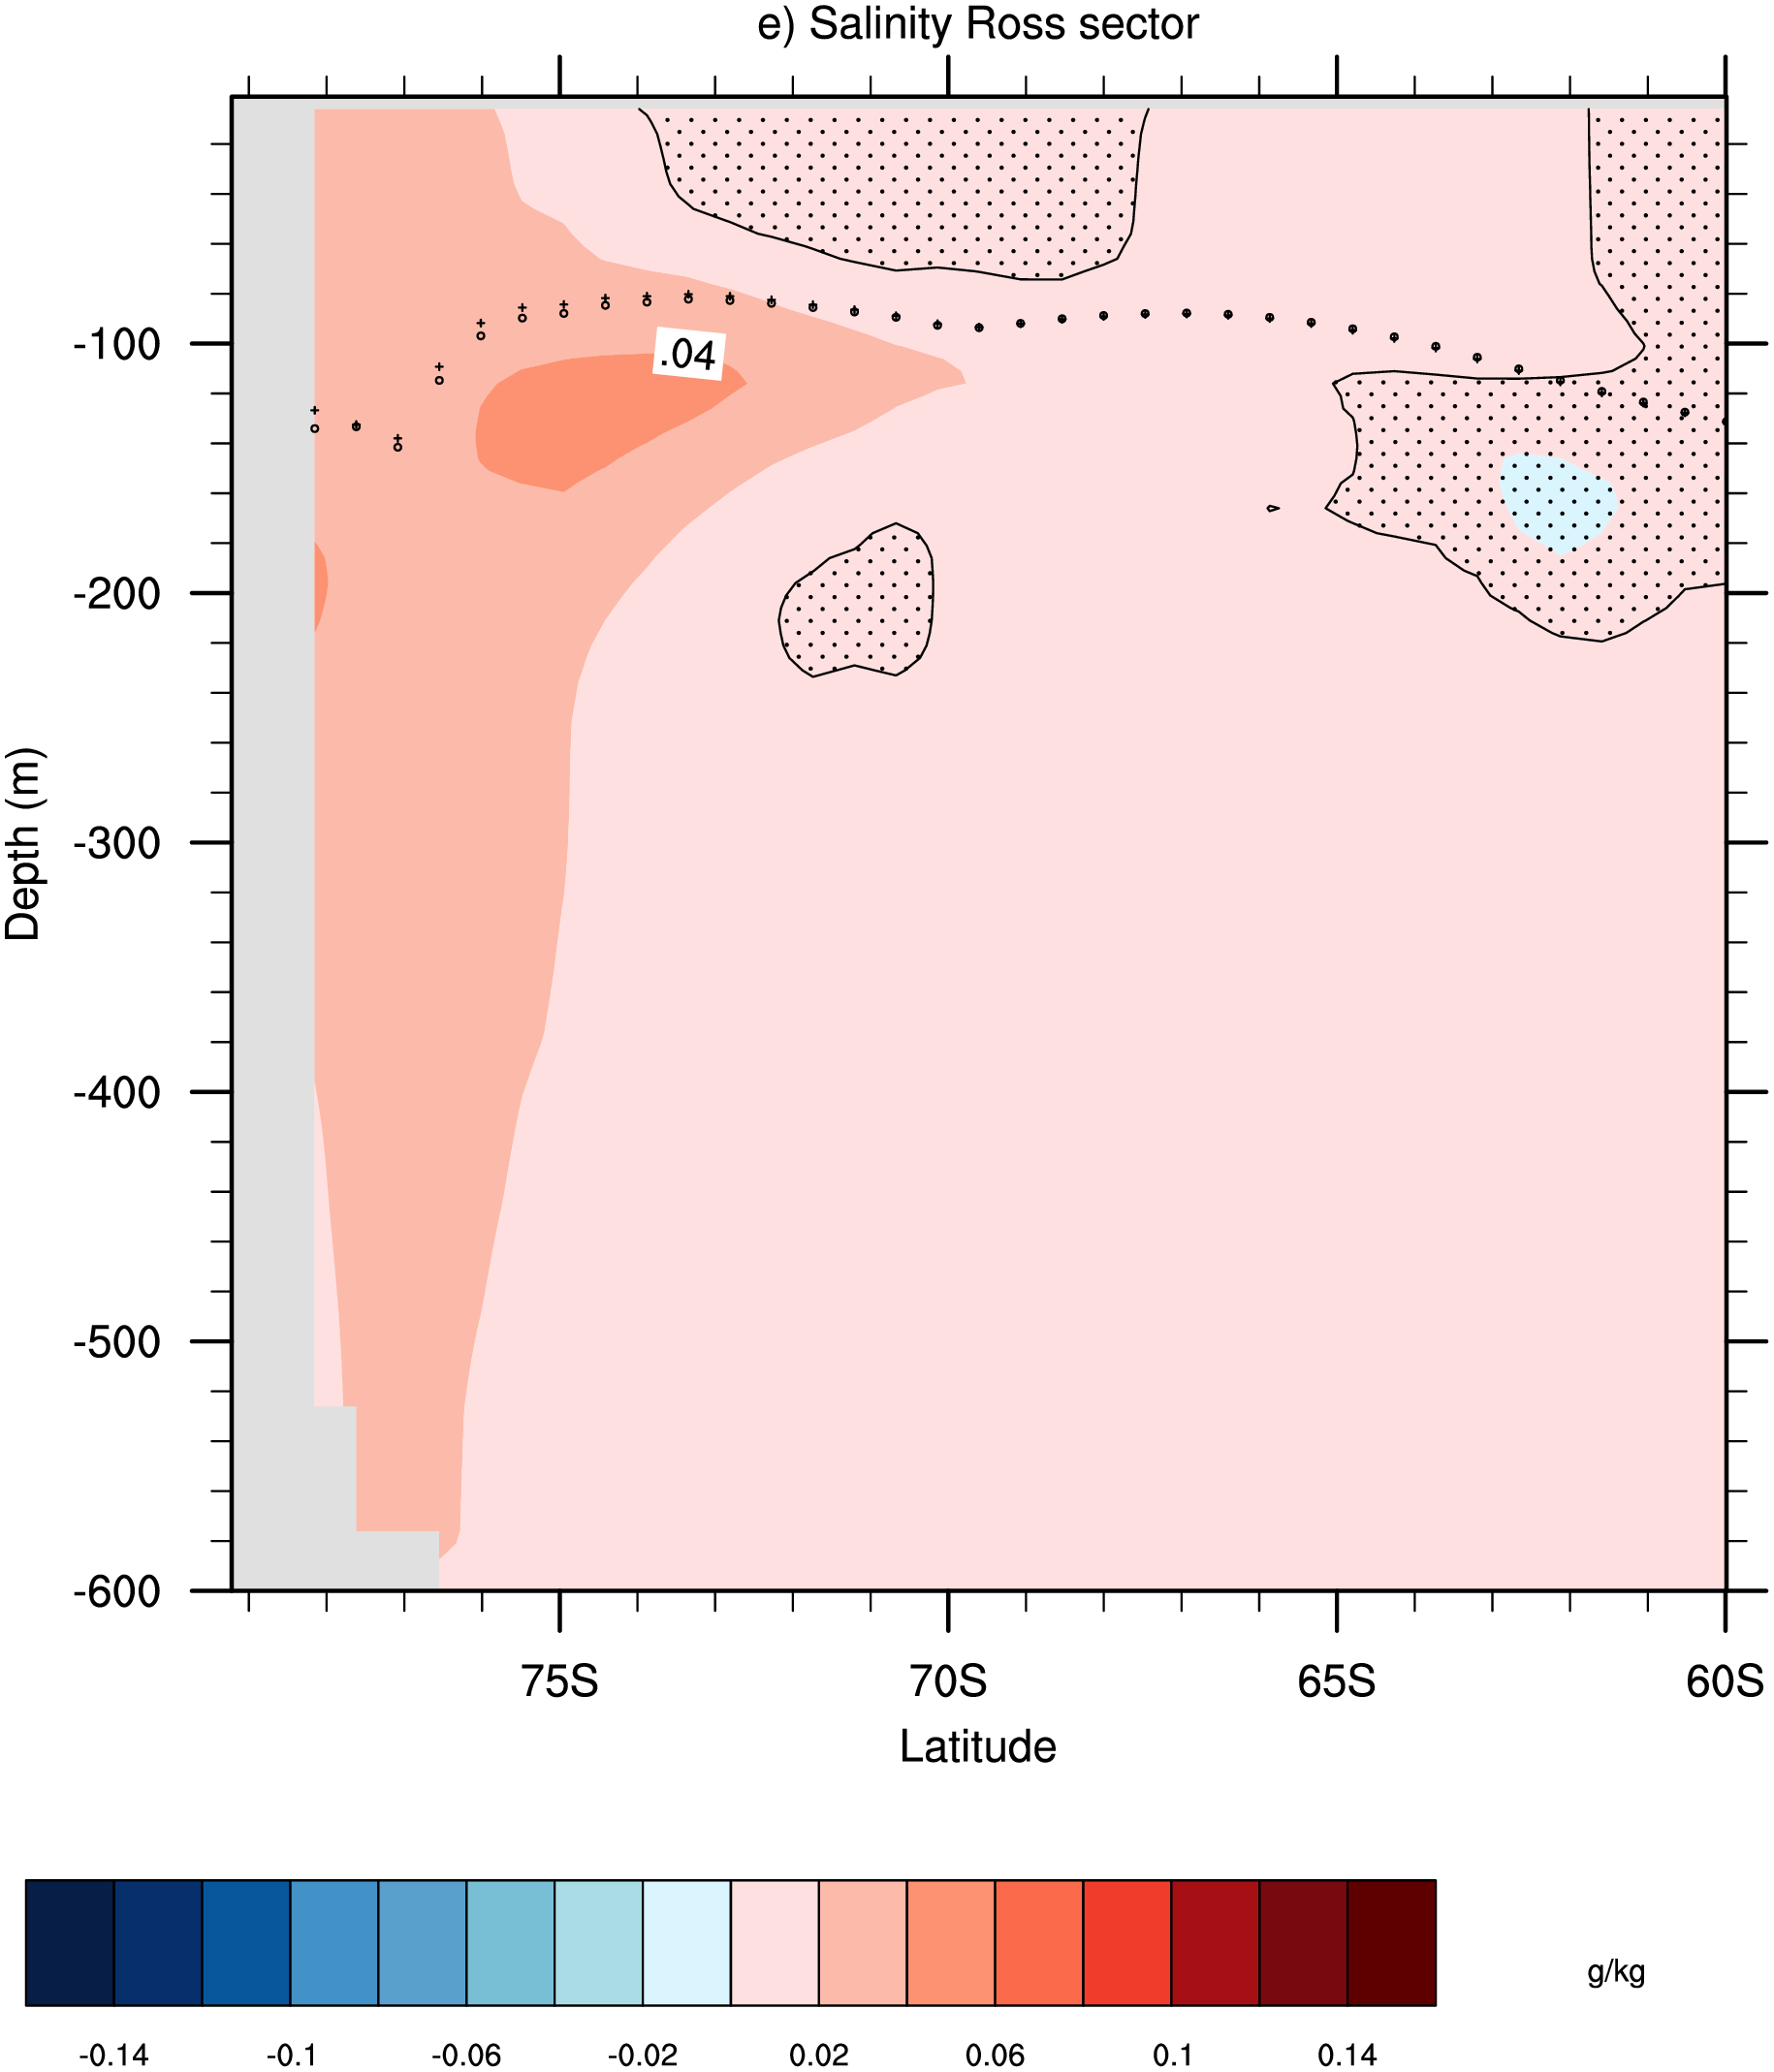 e) Salinity Ross sector
.04
-100
-200
-300
-400
-500
-600
Depth (m)
75S 70S 65S 60S
Latitude
g/kg
-0.14 -0.1 -0.06 -0.02 0.02 0.06 0.1 0.14